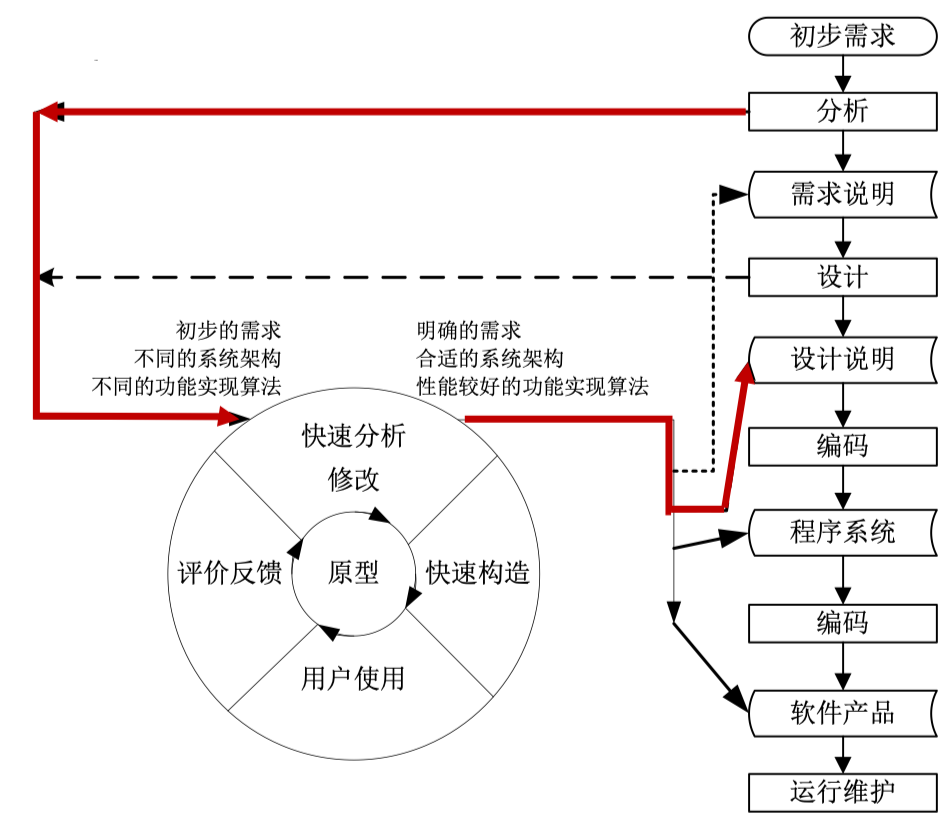 初步需求
分析
需求说明
设计
初步的需求
不同的系统架构
不同的功能实现算法
明确的需求
合适的系统架构
性能较好的功能实现算法
设计说明
快速分析
修改
编码
程序系统
评价反馈
原型
快速构造
编码
用户使用
软件产品
运行维护